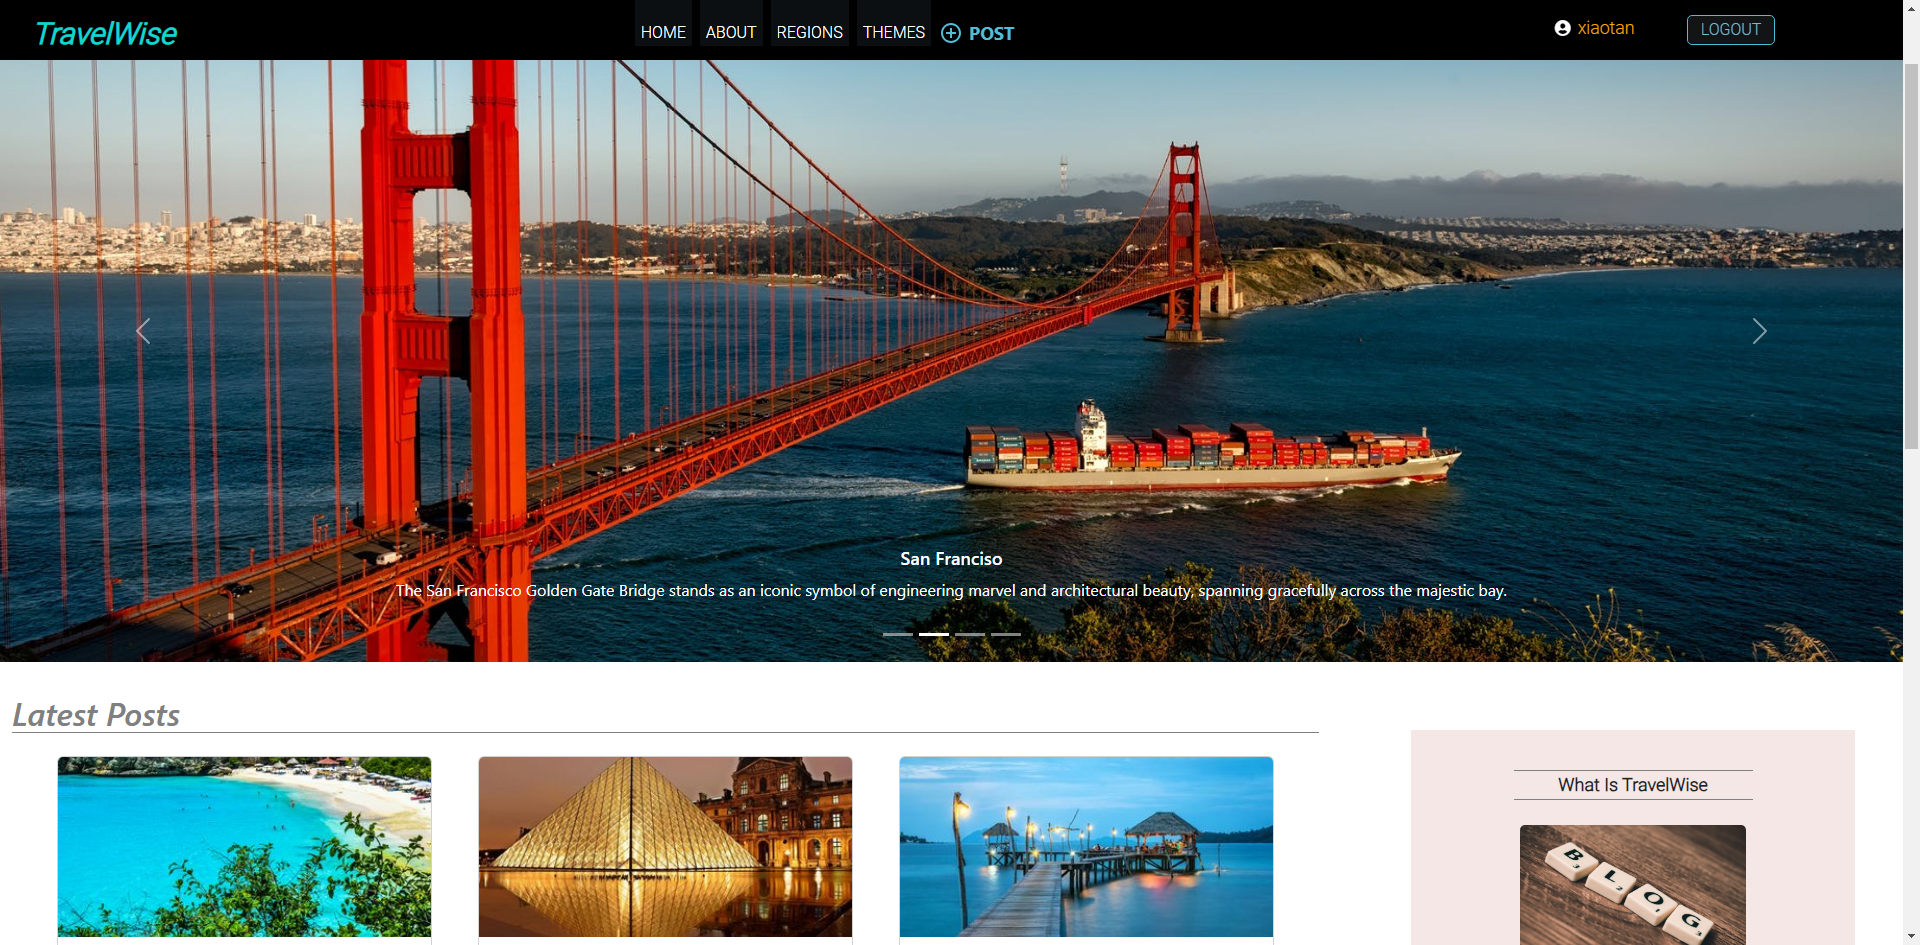 TravelWise
HOME ABOUT REGIONS THEMES POST
xiaotan
LOGOUT
San Franciso
The San Francisco Golden Gate Bridge stands as an iconic symbol of engineering marvel and architectural beauty, spanning gracefully across the majestic bay.
Latest Posts
What Is TravelWise
BLOG